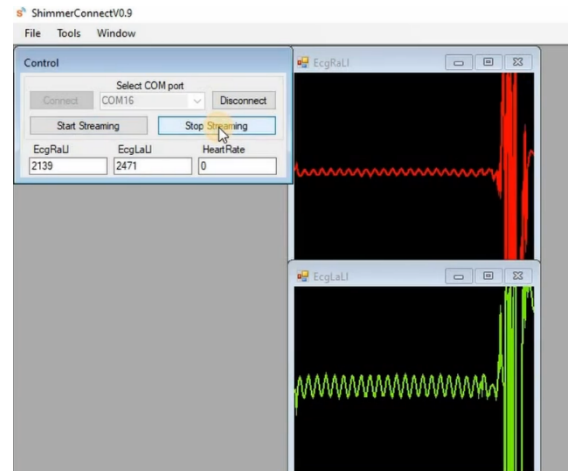 ShimmerConnectV0.9
File Tools Window
Control
Select COM port
Connect COM16 Disconnect
Start Streaming Stop Streaming
EcgRaLl EcgLaLl HeartRate
2139 2471 0
EcgRaLl
EcgLaLl